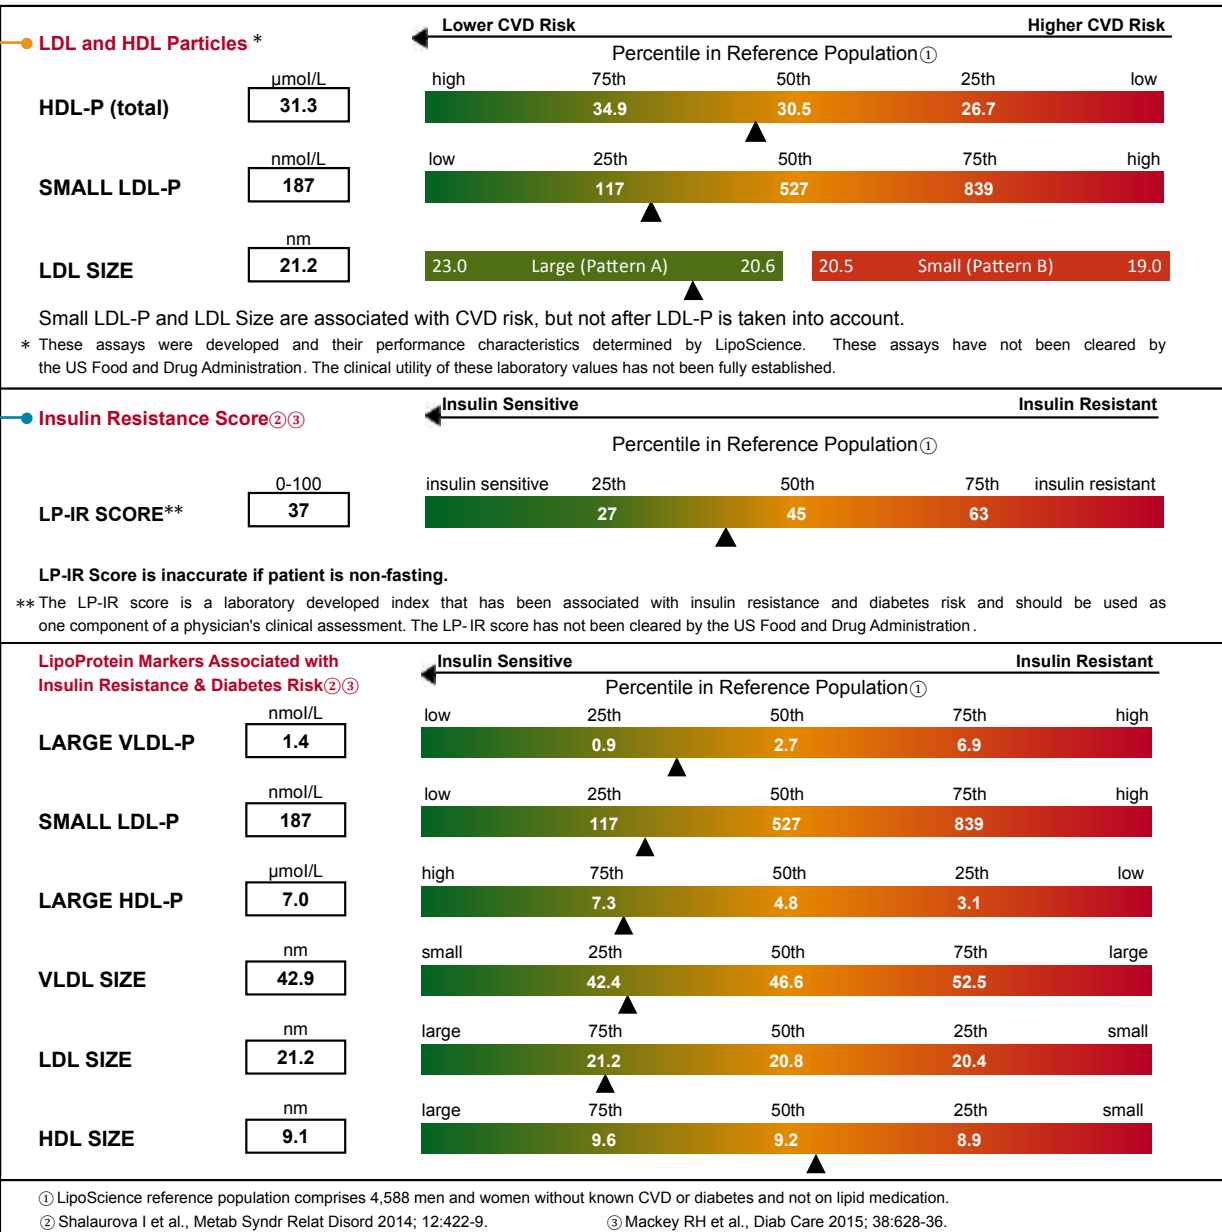 LDL and HDL Particles *
Lower CVD Risk Higher CVD Risk
Percentile in Reference Population①
µmol/L high 75th 50th 25th low
HDL-P (total) 31.3 34.9 30.5 26.7
nmol/L low 25th 50th 75th high
SMALL LDL-P 187 117 527 839
nm
LDL SIZE 21.2 23.0 Large (Pattern A) 20.6 20.5 Small (Pattern B) 19.0
Small LDL-P and LDL Size are associated with CVD risk, but not after LDL-P is taken into account.
* These assays were developed and their performance characteristics determined by LipoScience. These assays have not been cleared by
the US Food and Drug Administration. The clinical utility of these laboratory values has not been fully established.
Insulin Resistance Score②③
Insulin Sensitive Insulin Resistant
Percentile in Reference Population①
0-100 insulin sensitive 25th 50th 75th insulin resistant
LP-IR SCORE** 37 27 45 63
LP-IR Score is inaccurate if patient is non-fasting.
** The LP-IR score is a laboratory developed index that has been associated with insulin resistance and diabetes risk and should be used as
one component of a physician's clinical assessment. The LP-IR score has not been cleared by the US Food and Drug Administration.
LipoProtein Markers Associated with
Insulin Resistance & Diabetes Risk②③
Insulin Sensitive Insulin Resistant
Percentile in Reference Population①
nmol/L low 25th 50th 75th high
LARGE VLDL-P 1.4 0.9 2.7 6.9
nmol/L low 25th 50th 75th high
SMALL LDL-P 187 117 527 839
µmol/L high 75th 50th 25th low
LARGE HDL-P 7.0 7.3 4.8 3.1
nm small 25th 50th 75th large
VLDL SIZE 42.9 42.4 46.6 52.5
nm large 75th 50th 25th small
LDL SIZE 21.2 21.2 20.8 20.4
nm large 75th 50th 25th small
HDL SIZE 9.1 9.6 9.2 8.9
① LipoScience reference population comprises 4,588 men and women without known CVD or diabetes and not on lipid medication.
② Shalaurova I et al., Metab Syndr Relat Disord 2014; 12:422-9. ③ Mackey RH et al., Diab Care 2015; 38:628-36.